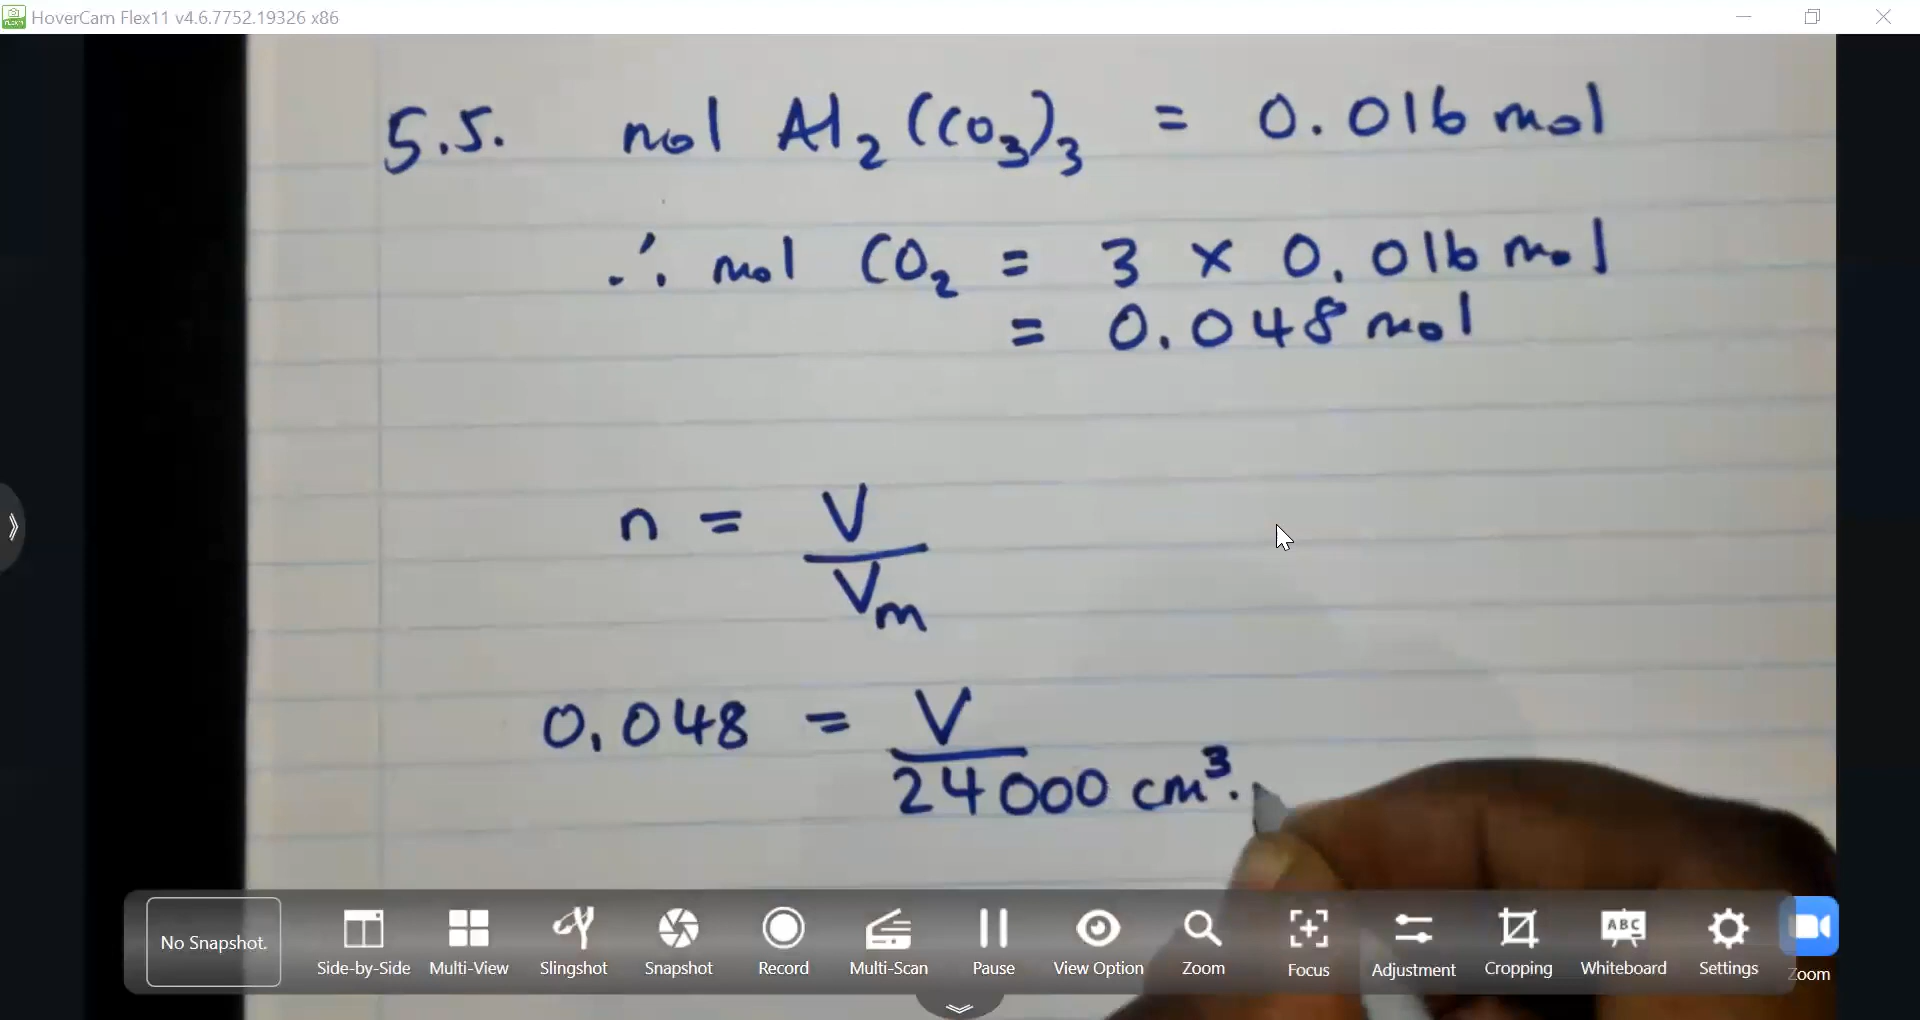 HoverCam Flex11 v4.6.7752.19326 x86
5.5. mol Al₂(CO₃)₃ = 0.016 mol
∴ mol CO₂ = 3 × 0.016 mol
= 0.048 mol
n = V
Vm
0.048 = V
24000 cm³.
No Snapshot.
Side-by-Side
Multi-View
Slingshot
Snapshot
Record
Multi-Scan
Pause
View Option
Zoom
Focus
Adjustment
ABC
Cropping
Whiteboard
Settings
Zoom